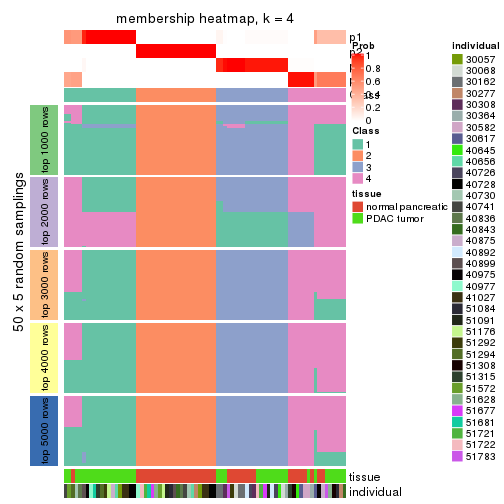 membership heatmap, k = 4
50 x 5 random samplings
top 1000 rows
top 2000 rows
top 3000 rows
top 4000 rows
top 5000 rows
p1
tissue
individual
Prob
1
0.8
0.6
0.4
0.2
0
Class
1
2
3
4
tissue
normal pancreatic
PDAC tumor
individual
30057
30068
30162
30277
30308
30364
30582
30617
40645
40656
40726
40728
40730
40741
40836
40843
40875
40892
40899
40975
40977
41027
51084
51091
51176
51292
51294
51308
51315
51572
51628
51677
51681
51721
51722
51783